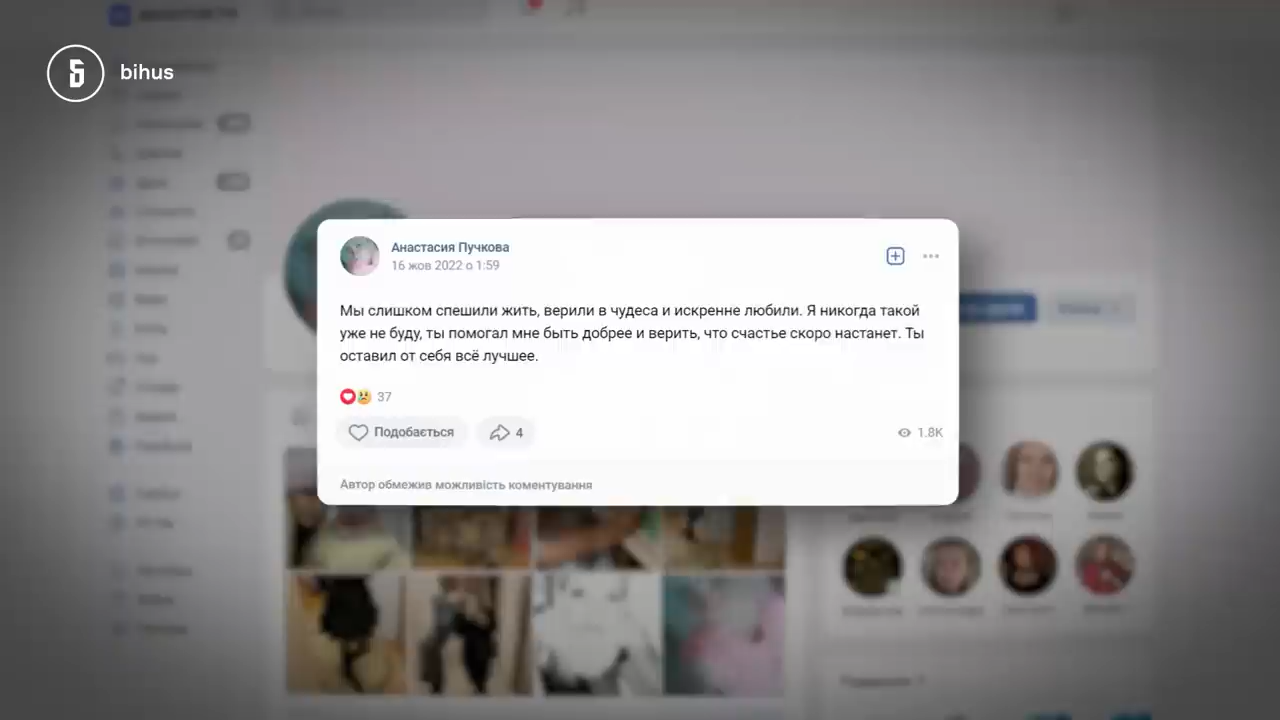 bihus
Анастасия Пучкова
16 жов 2022 о 1:59
Мы слишком спешили жить, верили в чудеса и искренне любили. Я никогда такой
уже не буду, ты помогал мне быть добрее и верить, что счастье скоро настанет. Ты
оставил от себя всё лучшее.
37
Подобається
4
1.8K
Автор обмежив можливість коментування